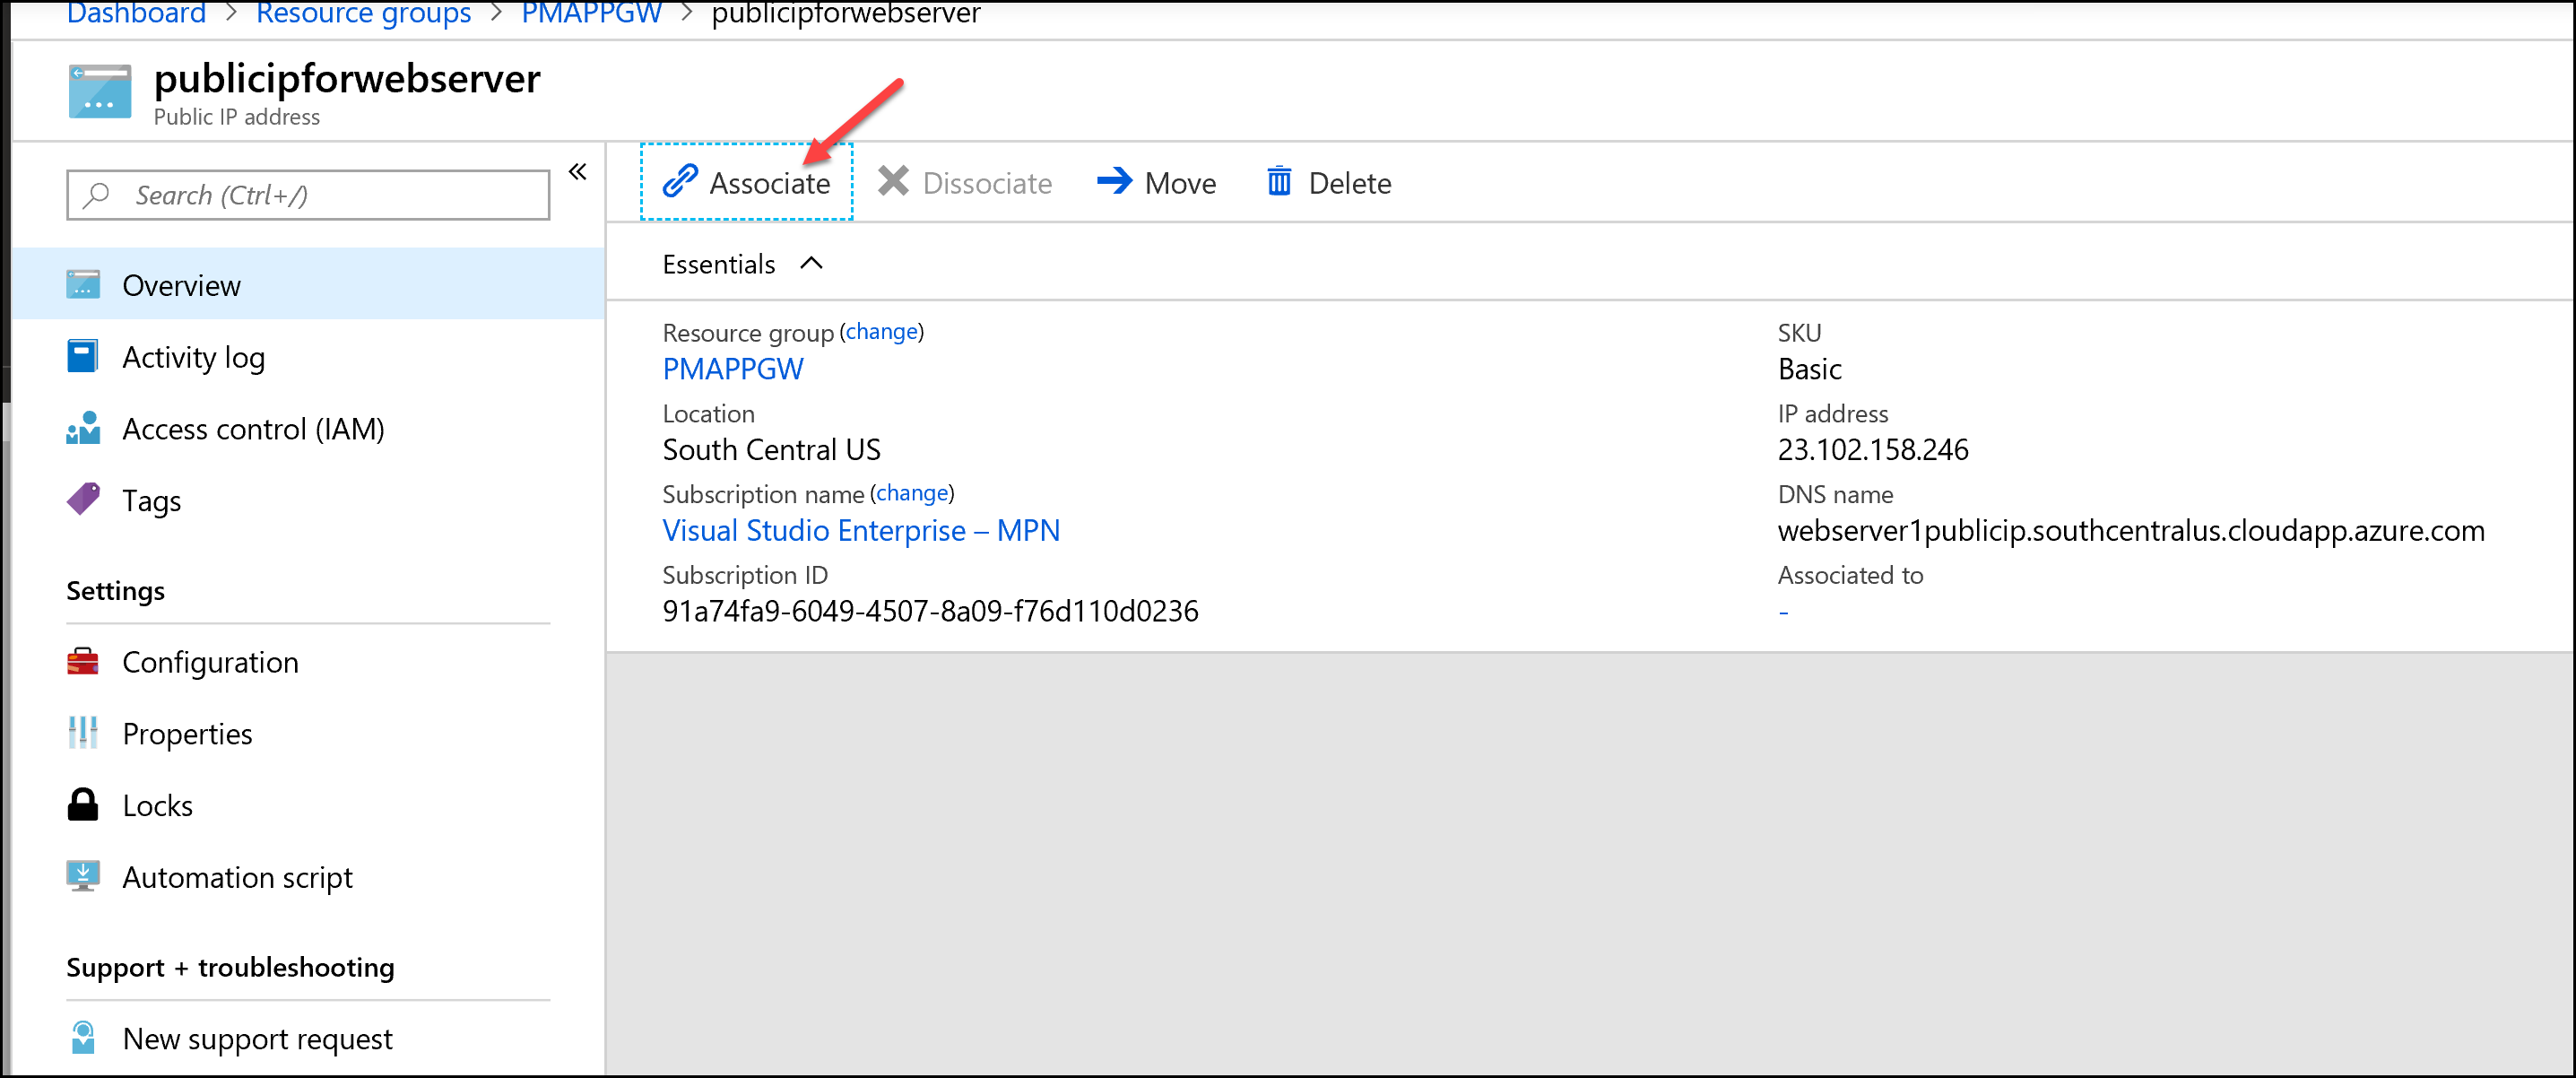 Dashboard > Resource groups > PMAPPGW > publicipforwebserver
publicipforwebserver
Public IP address
Search (Ctrl+/)
«
Overview
Activity log
Access control (IAM)
Tags
Settings
Configuration
Properties
Locks
Automation script
Support + troubleshooting
New support request
Associate Dissociate Move Delete
Essentials
Resource group (change)
PMAPPGW
Location
South Central US
Subscription name (change)
Visual Studio Enterprise – MPN
Subscription ID
91a74fa9-6049-4507-8a09-f76d110d0236
SKU
Basic
IP address
23.102.158.246
DNS name
webserver1publicip.southcentralus.cloudapp.azure.com
Associated to
-